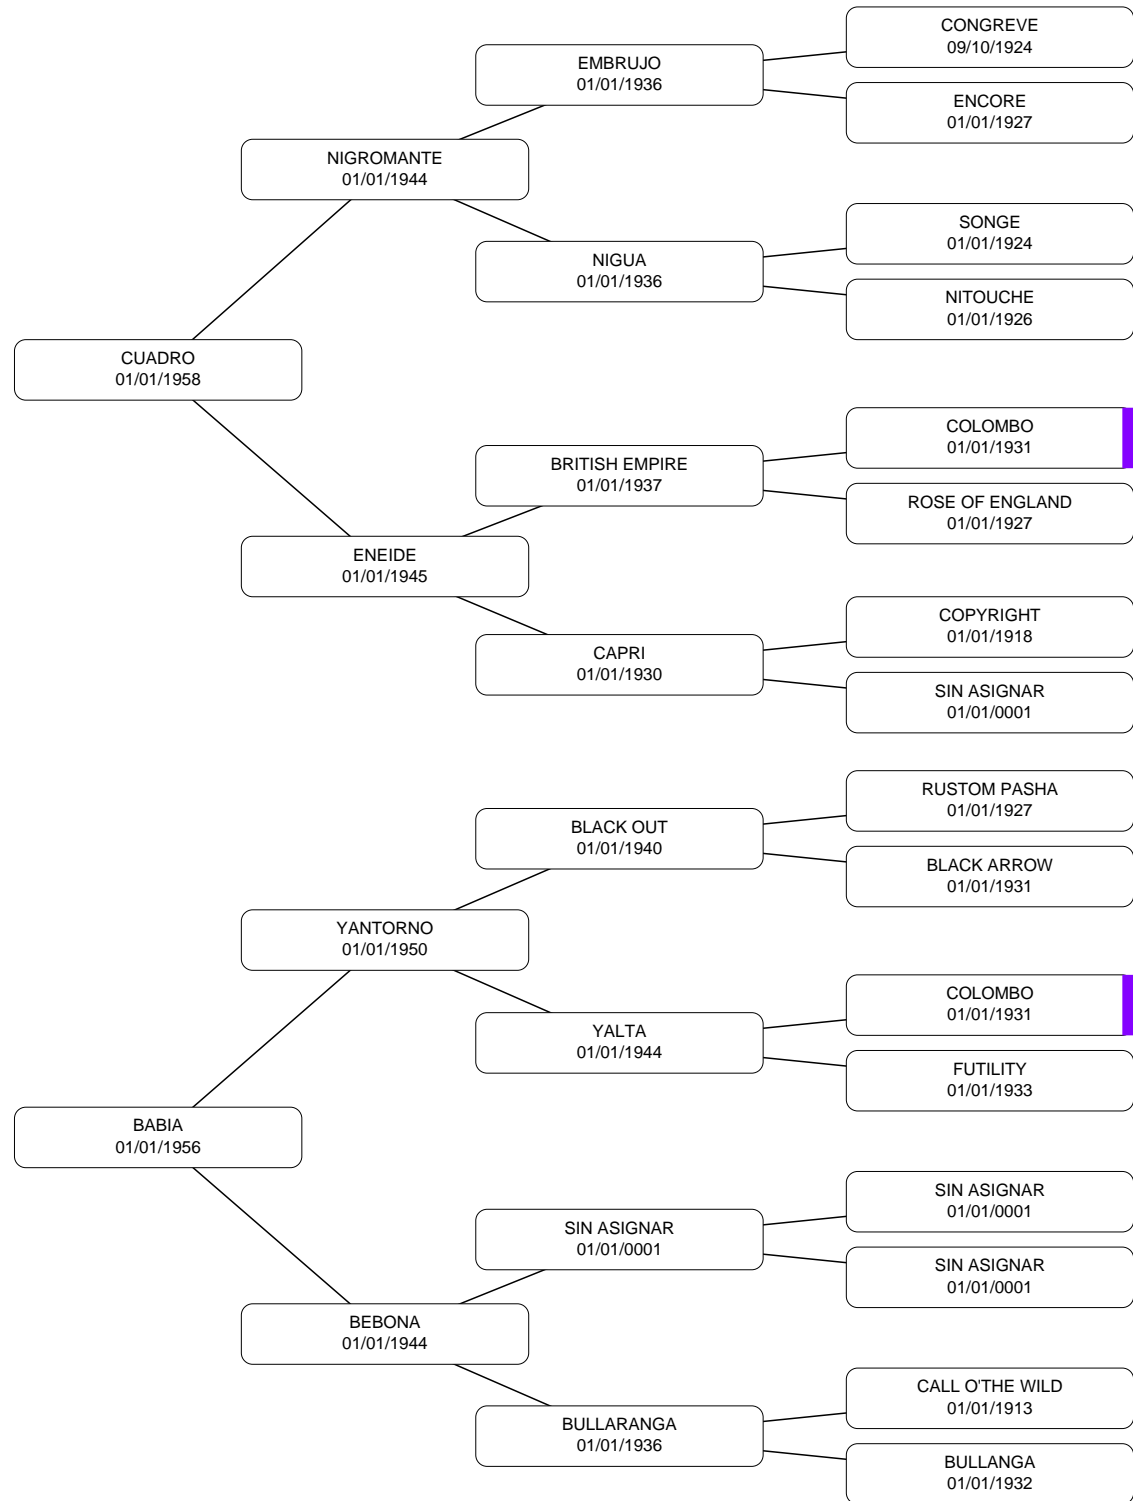 CONGREVE
09/10/1924
EMBRUJO
01/01/1936
ENCORE
01/01/1927
NIGROMANTE
01/01/1944
SONGE
01/01/1924
NIGUA
01/01/1936
NITOUCHE
01/01/1926
CUADRO
01/01/1958
COLOMBO
01/01/1931
BRITISH EMPIRE
01/01/1937
ROSE OF ENGLAND
01/01/1927
ENEIDE
01/01/1945
COPYRIGHT
01/01/1918
CAPRI
01/01/1930
SIN ASIGNAR
01/01/0001
RUSTOM PASHA
01/01/1927
BLACK OUT
01/01/1940
BLACK ARROW
01/01/1931
YANTORNO
01/01/1950
COLOMBO
01/01/1931
YALTA
01/01/1944
FUTILITY
01/01/1933
BABIA
01/01/1956
SIN ASIGNAR
01/01/0001
SIN ASIGNAR
01/01/0001
SIN ASIGNAR
01/01/0001
BEBONA
01/01/1944
CALL O'THE WILD
01/01/1913
BULLARANGA
01/01/1936
BULLANGA
01/01/1932